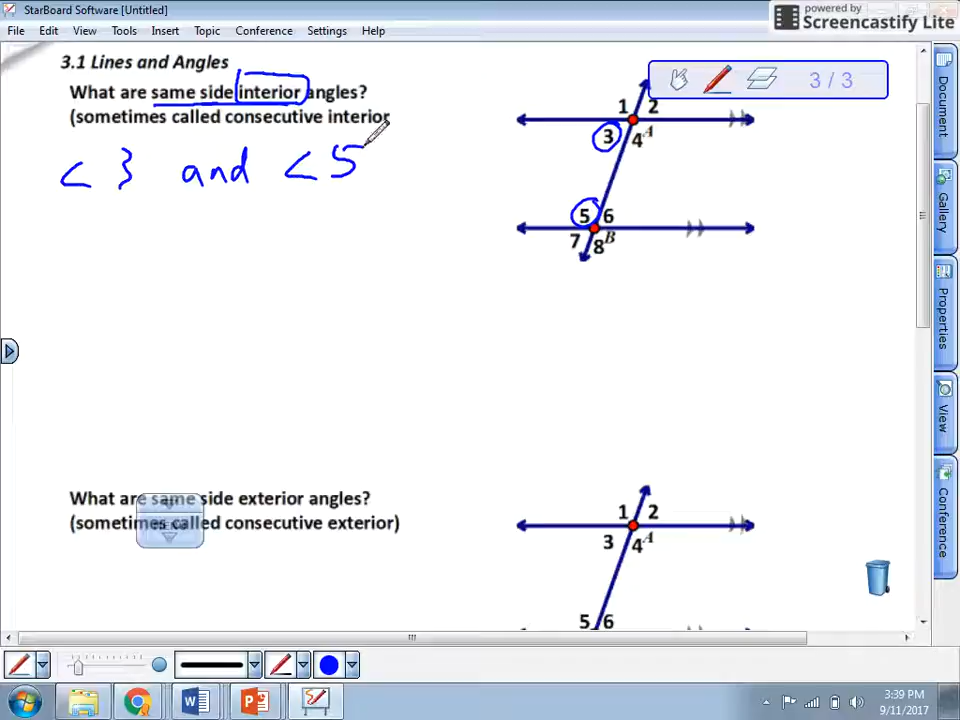 StarBoard Software [Untitled]
powered by
Screencastify Lite
File Edit View Tools Insert Topic Conference Settings Help
3.1 Lines and Angles
What are same side interior angles?
(sometimes called consecutive interior
< 3 and < 5
3 / 3
1 2
3 4 A
5 6
7 8 B
What are same side exterior angles?
(sometimes called consecutive exterior)
1 2
3 4 A
5 6
Document
Gallery
Properties
View
Conference
3:39 PM
9/11/2017